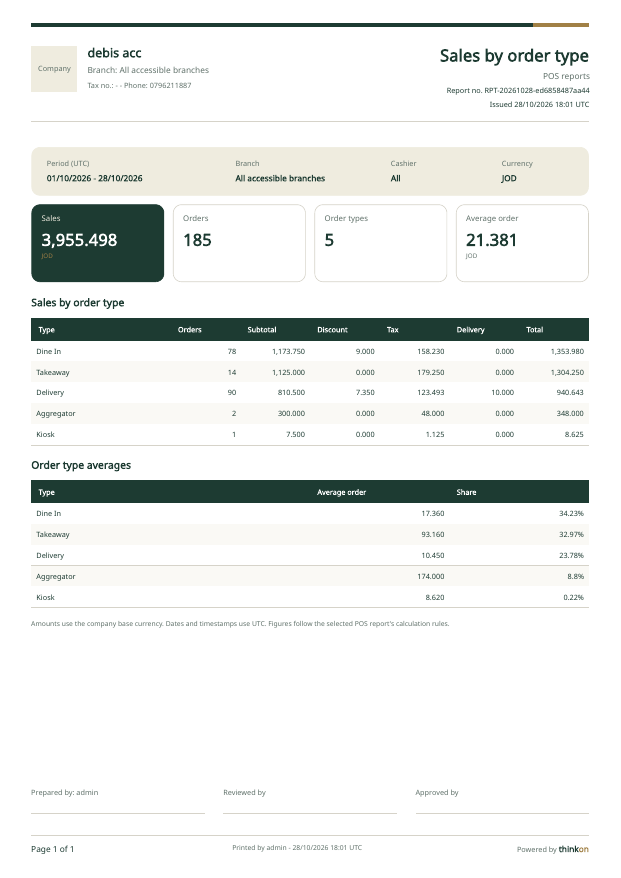 Company
debis acc
Branch: All accessible branches
Tax no.: - - Phone: 0796211887
Sales by order type
POS reports
Report no. RPT-20261028-ed6858487aa44
Issued 28/10/2026 18:01 UTC
Period (UTC) Branch Cashier Currency
01/10/2026 - 28/10/2026 All accessible branches All JOD
Sales Orders Order types Average order
3,955.498 185 5 21.381
JOD JOD
Sales by order type
Type Orders Subtotal Discount Tax Delivery Total
Dine In 78 1,173.750 9.000 158.230 0.000 1,353.980
Takeaway 14 1,125.000 0.000 179.250 0.000 1,304.250
Delivery 90 810.500 7.350 123.493 10.000 940.643
Aggregator 2 300.000 0.000 48.000 0.000 348.000
Kiosk 1 7.500 0.000 1.125 0.000 8.625
Order type averages
Type Average order Share
Dine In 17.360 34.23%
Takeaway 93.160 32.97%
Delivery 10.450 23.78%
Aggregator 174.000 8.8%
Kiosk 8.620 0.22%
Amounts use the company base currency. Dates and timestamps use UTC. Figures follow the selected POS report's calculation rules.
Prepared by: admin Reviewed by Approved by
Page 1 of 1 Printed by admin - 28/10/2026 18:01 UTC Powered by thinkon